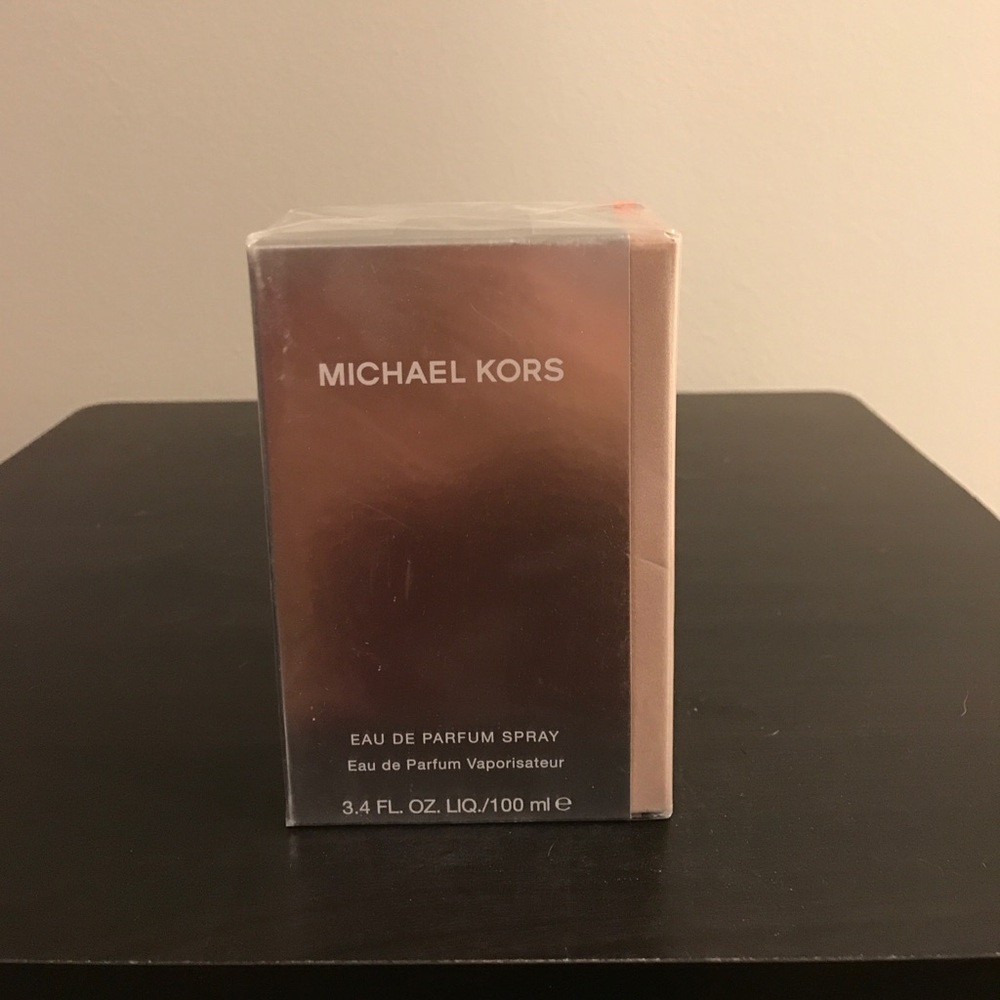 MICHAEL KORS
EAU DE PARFUM SPRAY
Eau de Parfum Vaporisateur
3.4 FL. OZ. LIQ./100 ml ℮